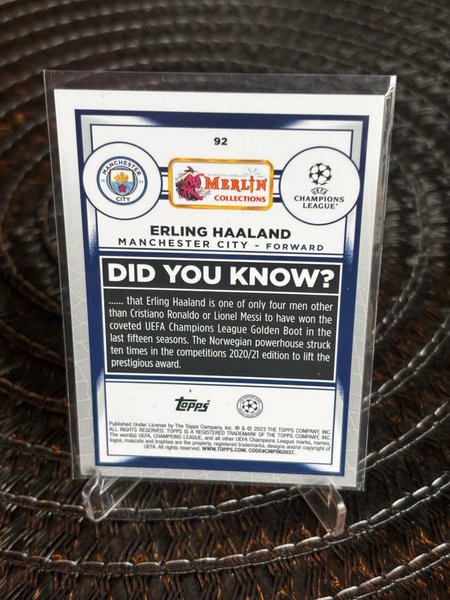 92
MANCHESTER
CITY
MERLIN
COLLECTIONS
UEFA
CHAMPIONS
LEAGUE
ERLING HAALAND
MANCHESTER CITY - FORWARD
DID YOU KNOW?
...... that Erling Haaland is one of only four men other
than Cristiano Ronaldo or Lionel Messi to have won the
coveted UEFA Champions League Golden Boot in the
last fifteen seasons. The Norwegian powerhouse struck
ten times in the competitions 2020/21 edition to lift the
prestigious award.
Topps
Published Under License by The Topps Company, Inc. ® & © 2023 THE TOPPS COMPANY, INC.
ALL RIGHTS RESERVED. TOPPS IS A REGISTERED TRADEMARK OF THE TOPPS COMPANY, INC.
The word(s) UEFA, CHAMPIONS LEAGUE, and all other UEFA Champions League marks, names,
logos, mascots and trophies are the property, registered trademarks, designs and/or copyright of
UEFA. All rights reserved. WWW.TOPPS.COM. CODE#CMP062037.